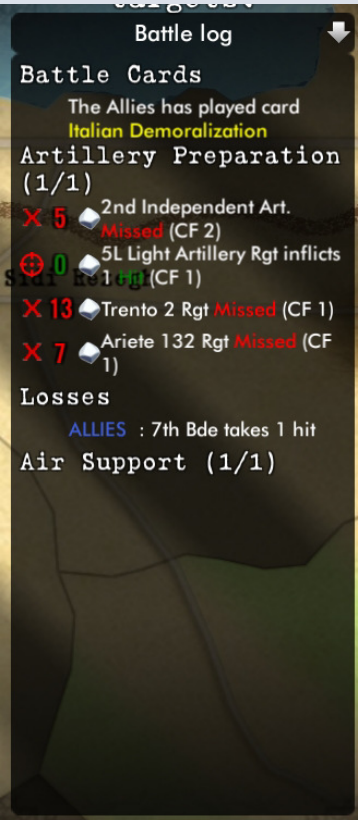 targets.
Battle log
Battle Cards
The Allies has played card
Italian Demoralization
Artillery Preparation
(1/1)
5 2nd Independent Art.
Missed (CF 2)
0 5L Light Artillery Rgt inflicts
1 Hit (CF 1)
13 Trento 2 Rgt Missed (CF 1)
7 Ariete 132 Rgt Missed (CF
1)
Losses
ALLIES : 7th Bde takes 1 hit
Air Support (1/1)